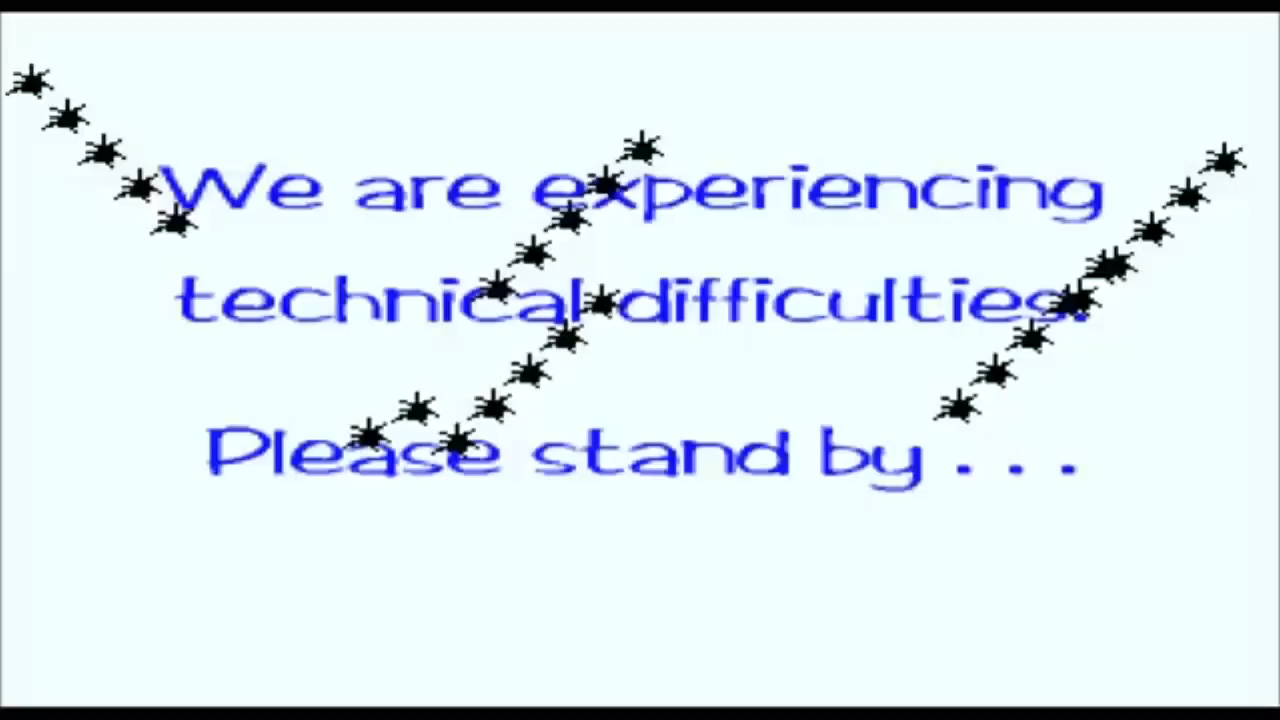 We are experiencing
technical difficulties.
Please stand by . . .